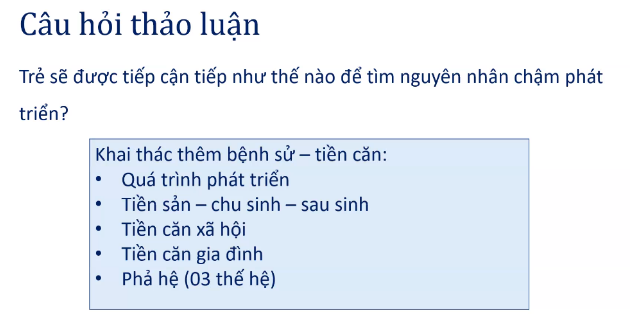 Câu hỏi thảo luận
Trẻ sẽ được tiếp cận tiếp như thế nào để tìm nguyên nhân chậm phát
triển?
Khai thác thêm bệnh sử – tiền căn:
• Quá trình phát triển
• Tiền sản – chu sinh – sau sinh
• Tiền căn xã hội
• Tiền căn gia đình
• Phả hệ (03 thế hệ)